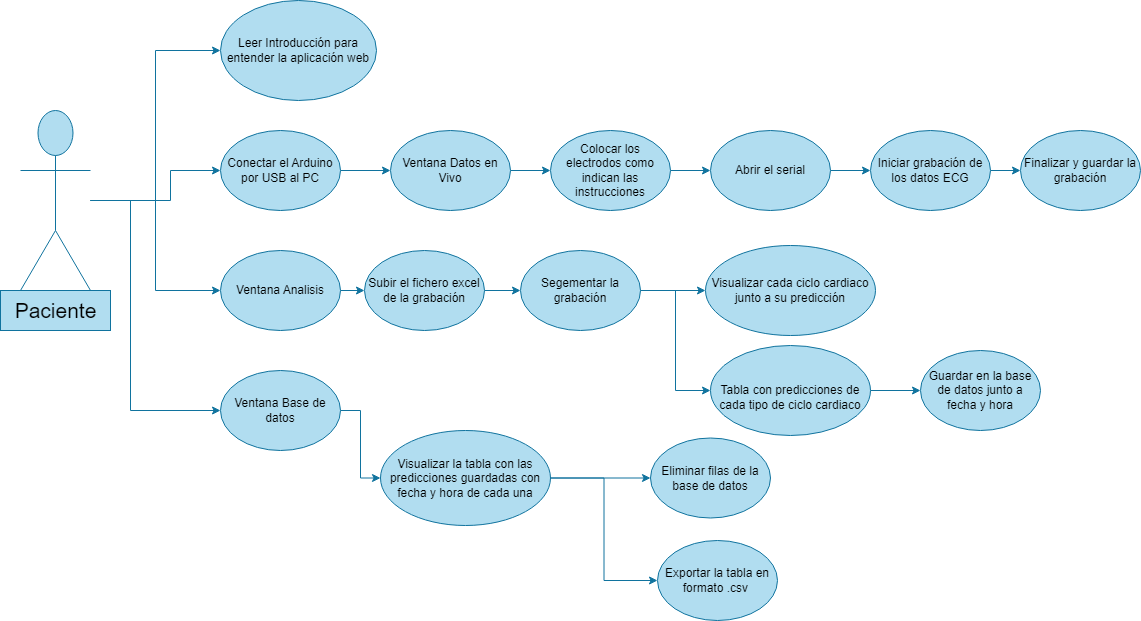 Leer Introducción para
entender la aplicación web
Conectar el Arduino
por USB al PC
Ventana Datos en
Vivo
Colocar los
electrodos como
indican las
instrucciones
Abrir el serial
Iniciar grabación de
los datos ECG
Finalizar y guardar la
grabación
Paciente
Ventana Analisis
Subir el fichero excel
de la grabación
Segementar la
grabación
Visualizar cada ciclo cardiaco
junto a su predicción
Tabla con predicciones de
cada tipo de ciclo cardiaco
Guardar en la base
de datos junto a
fecha y hora
Ventana Base de
datos
Visualizar la tabla con las
predicciones guardadas con
fecha y hora de cada una
Eliminar filas de la
base de datos
Exportar la tabla en
formato .csv